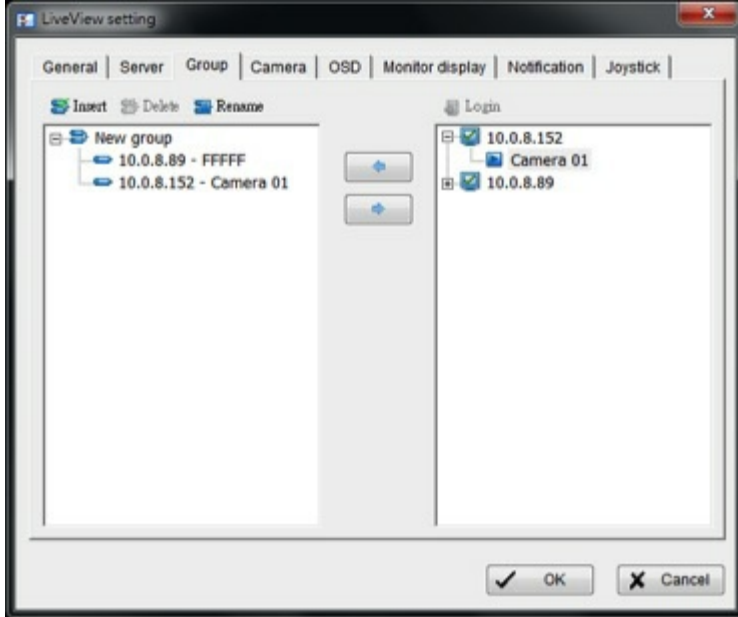 LiveView setting
General Server Group Camera OSD Monitor display Notification Joystick
Insert Delete Rename
Login
New group
10.0.8.89 - FFFFF
10.0.8.152 - Camera 01
10.0.8.152
Camera 01
10.0.8.89
OK Cancel